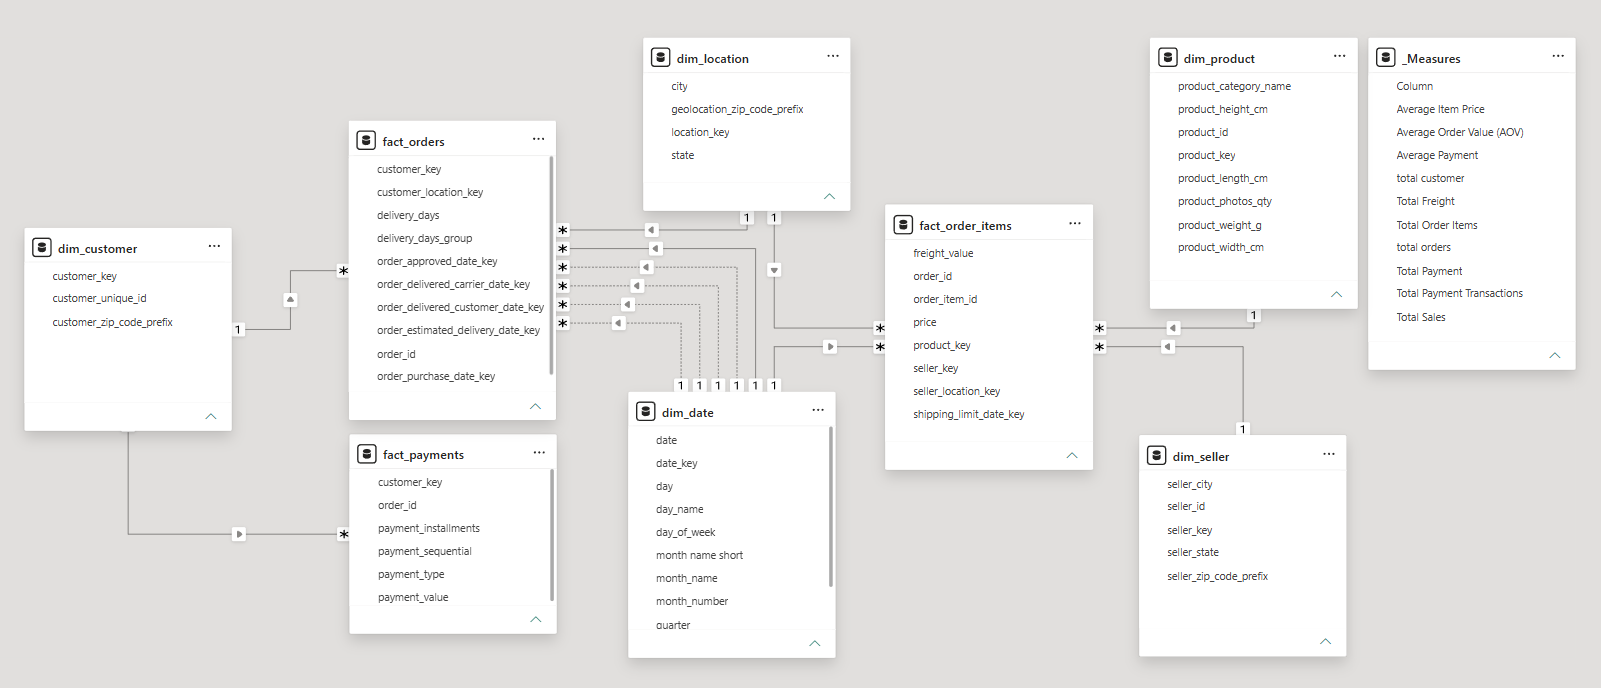 dim_location
city
geolocation_zip_code_prefix
location_key
state
dim_product
product_category_name
product_height_cm
product_id
product_key
product_length_cm
product_photos_qty
product_weight_g
product_width_cm
_Measures
Column
Average Item Price
Average Order Value (AOV)
Average Payment
total customer
Total Freight
Total Order Items
total orders
Total Payment
Total Payment Transactions
Total Sales
fact_orders
customer_key
customer_location_key
delivery_days
delivery_days_group
order_approved_date_key
order_delivered_carrier_date_key
order_delivered_customer_date_key
order_estimated_delivery_date_key
order_id
order_purchase_date_key
fact_order_items
freight_value
order_id
order_item_id
price
product_key
seller_key
seller_location_key
shipping_limit_date_key
dim_customer
customer_key
customer_unique_id
customer_zip_code_prefix
fact_payments
customer_key
order_id
payment_installments
payment_sequential
payment_type
payment_value
dim_date
date
date_key
day
day_name
day_of_week
month name short
month_name
month_number
quarter
dim_seller
seller_city
seller_id
seller_key
seller_state
seller_zip_code_prefix
1
*
*
1 1
*
*
*
*
*
*
1 1 1 1 1 1
*
*
*
*
1
1